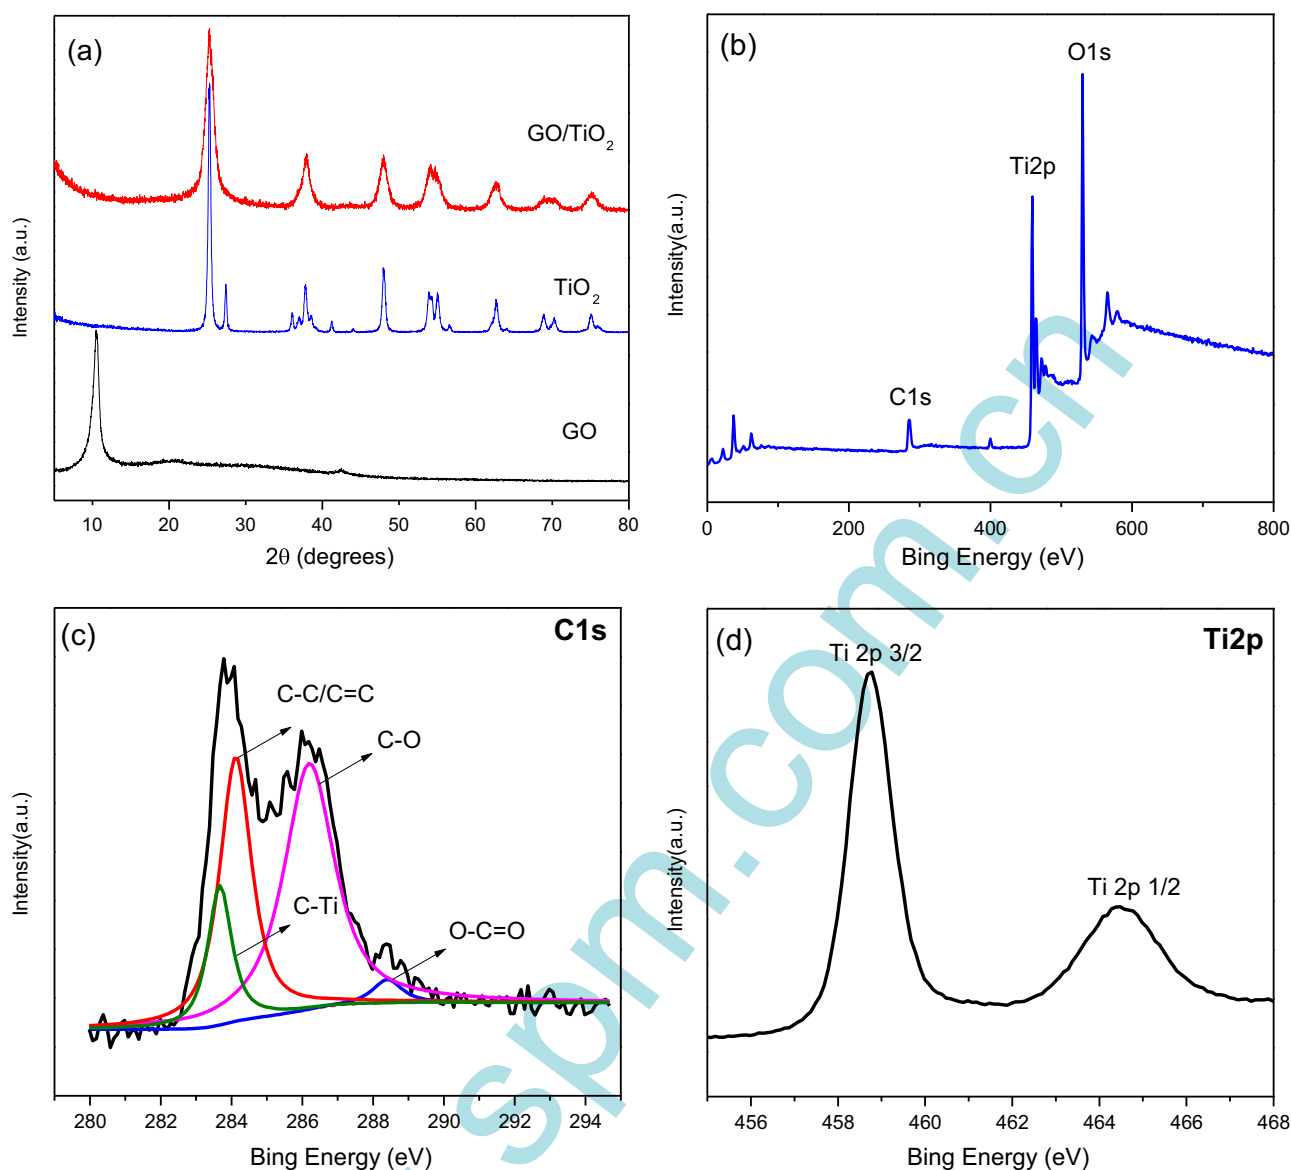 (a)
GO/TiO2
TiO2
GO
Intensity (a.u.)
10 20 30 40 50 60 70 80
2θ (degrees)
(b)
O1s
Ti2p
C1s
Intensity(a.u.)
0 200 400 600 800
Bing Energy (eV)
(c)
C1s
C-C/C=C
C-O
C-Ti
O-C=O
Intensity(a.u.)
280 282 284 286 288 290 292 294
Bing Energy (eV)
(d)
Ti2p
Ti 2p 3/2
Ti 2p 1/2
Intensity(a.u.)
456 458 460 462 464 466 468
Bing Energy (eV)
spm.com.cn